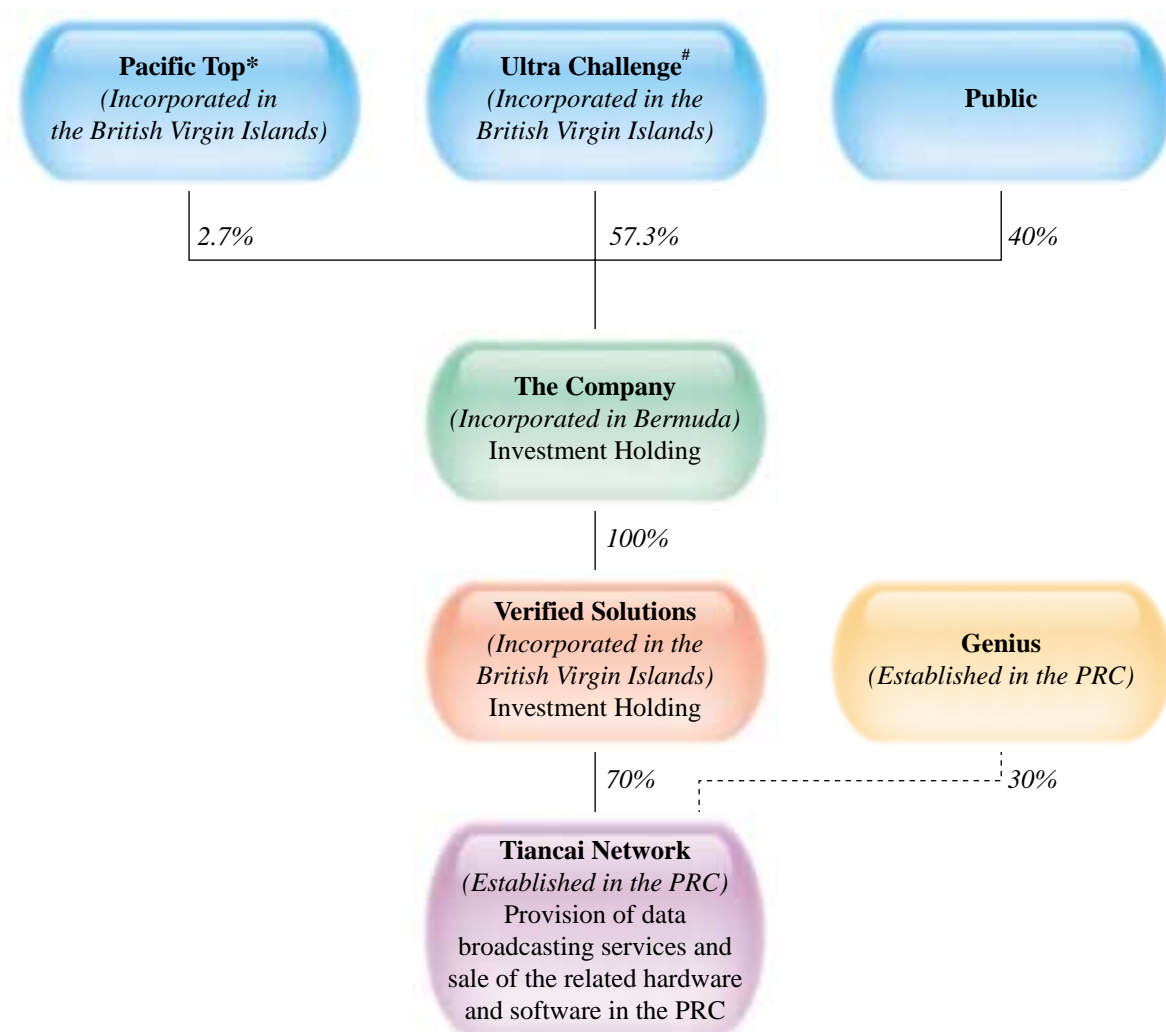 Pacific Top*
(Incorporated in
the British Virgin Islands)
Ultra Challenge#
(Incorporated in the
British Virgin Islands)
Public
2.7%
57.3%
40%
The Company
(Incorporated in Bermuda)
Investment Holding
100%
Verified Solutions
(Incorporated in the
British Virgin Islands)
Investment Holding
Genius
(Established in the PRC)
70%
30%
Tiancai Network
(Established in the PRC)
Provision of data
broadcasting services and
sale of the related hardware
and software in the PRC